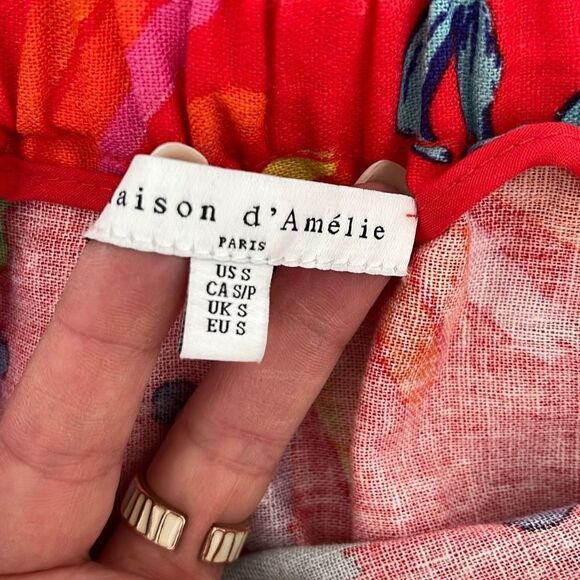 aison d'Amélie
PARIS
US S
CA S/P
UK S
EU S